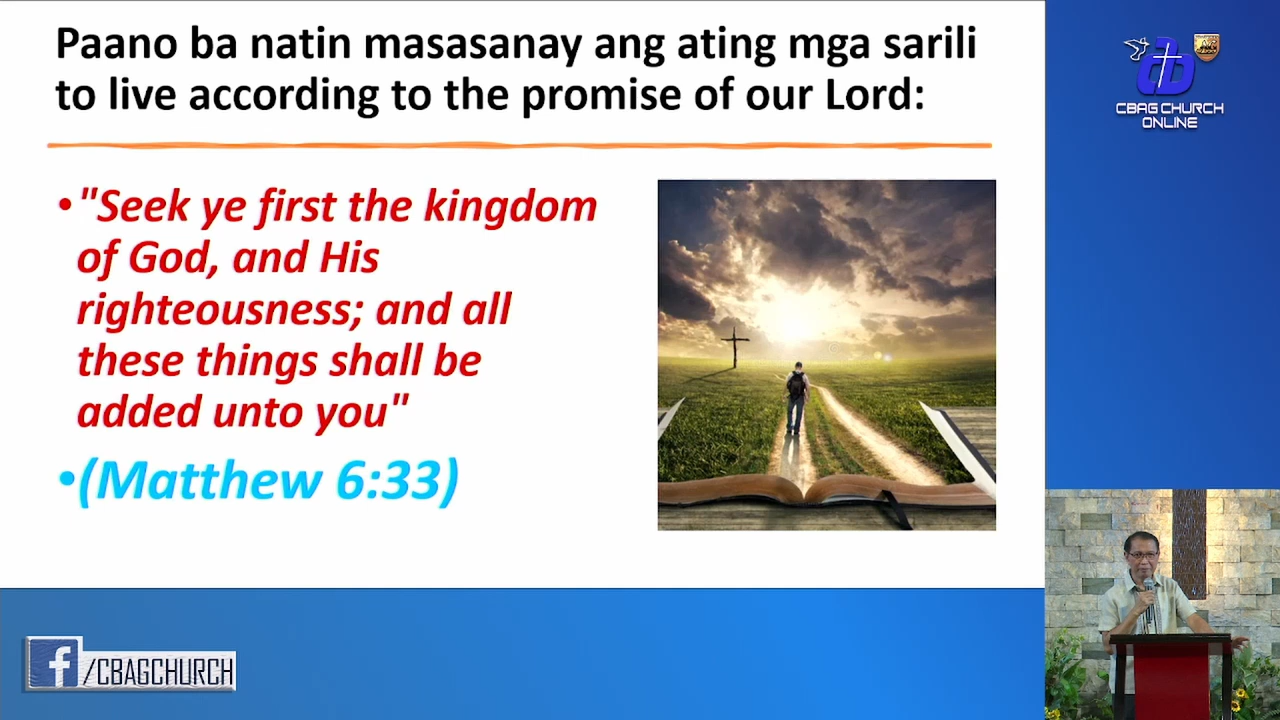 Paano ba natin masasanay ang ating mga sarili
to live according to the promise of our Lord:
•"Seek ye first the kingdom
of God, and His
righteousness; and all
these things shall be
added unto you"
•(Matthew 6:33)
CBAG CHURCH
ONLINE
f/CBAGCHURCH